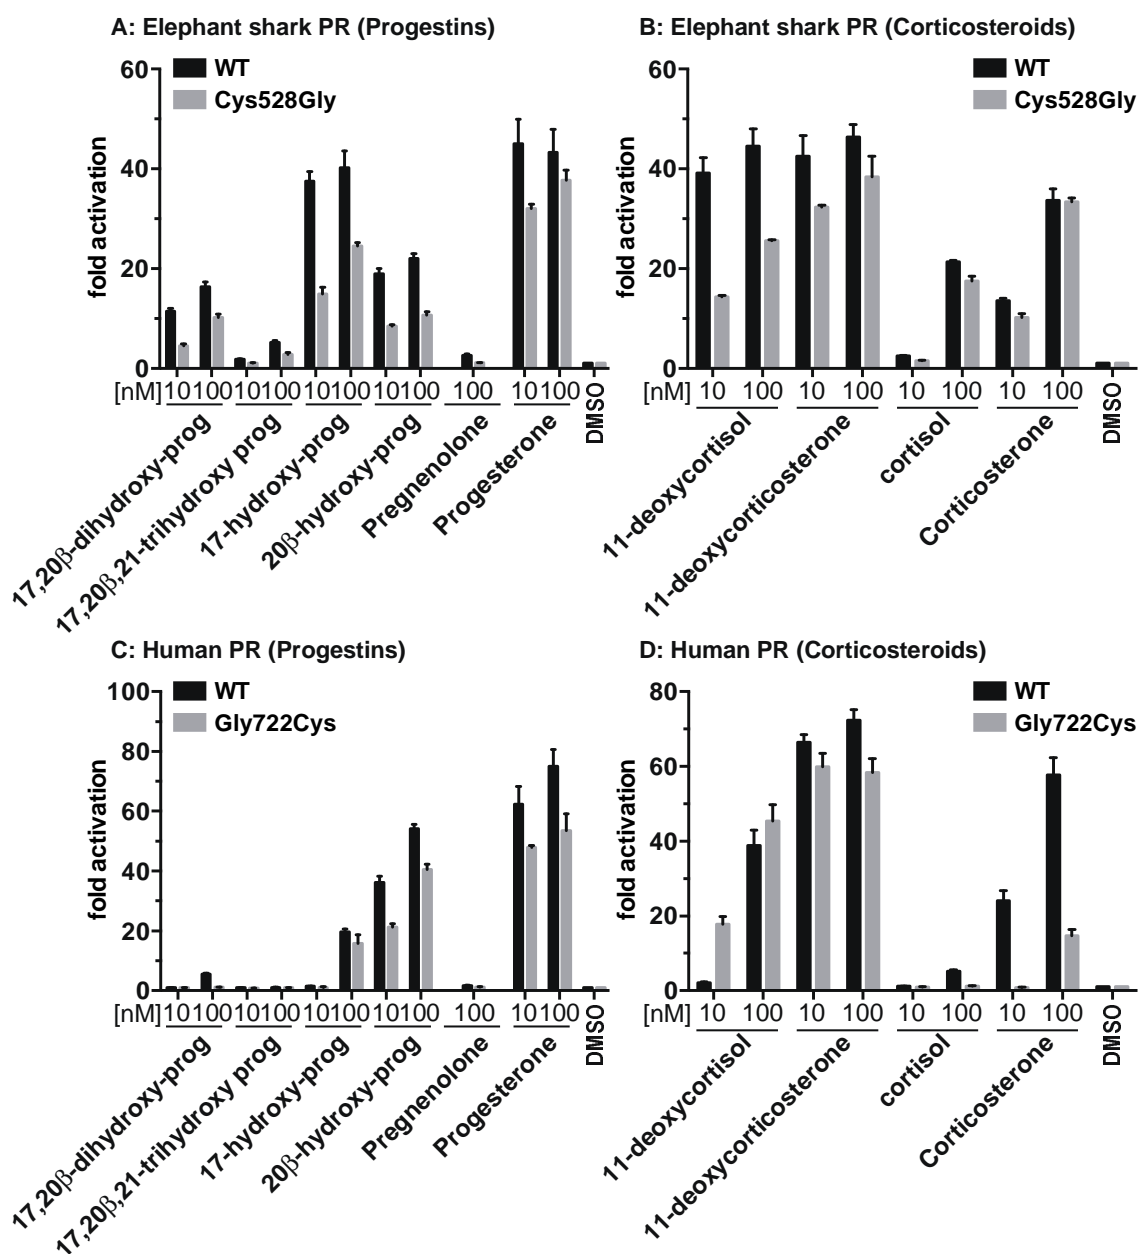 A: Elephant shark PR (Progestins)
60
40
20
0
fold activation
WT
Cys528Gly
[nM] 10 100 10 100 10 100 10 100 100 10 100
17,20β-dihydroxy-prog
17,20β,21-trihydroxy prog
17-hydroxy-prog
20β-hydroxy-prog
Pregnenolone
Progesterone
DMSO
B: Elephant shark PR (Corticosteroids)
60
40
20
0
fold activation
WT
Cys528Gly
[nM] 10 100 10 100 10 100 10 100
11-deoxycortisol
11-deoxycorticosterone
cortisol
Corticosterone
DMSO
C: Human PR (Progestins)
100
80
60
40
20
0
fold activation
WT
Gly722Cys
[nM] 10 100 10 100 10 100 10 100 100 10 100
17,20β-dihydroxy-prog
17,20β,21-trihydroxy prog
17-hydroxy-prog
20β-hydroxy-prog
Pregnenolone
Progesterone
DMSO
D: Human PR (Corticosteroids)
80
60
40
20
0
fold activation
WT
Gly722Cys
[nM] 10 100 10 100 10 100 10 100
11-deoxycortisol
11-deoxycorticosterone
cortisol
Corticosterone
DMSO